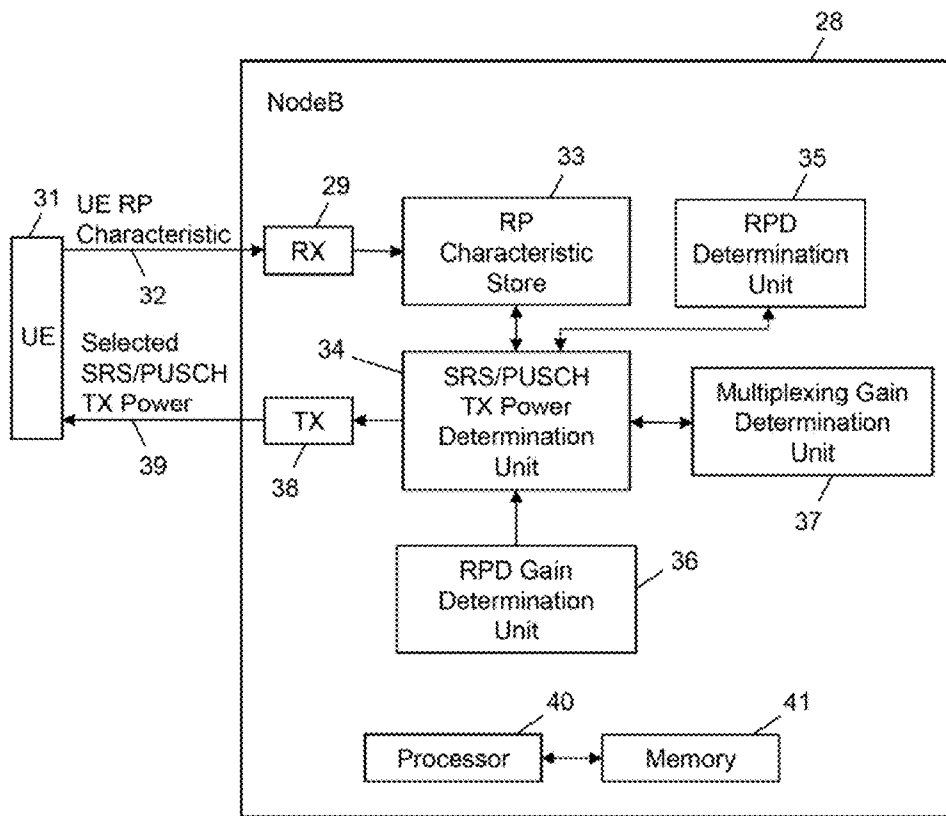 28
NodeB
33
35
31
UE RP
Characteristic
29
32
RX
RP
Characteristic
Store
RPD
Determination
Unit
UE
Selected
SRS/PUSCH
TX Power
34
39
TX
38
SRS/PUSCH
TX Power
Determination
Unit
Multiplexing Gain
Determination
Unit
37
RPD Gain
Determination
Unit
36
40
41
Processor
Memory